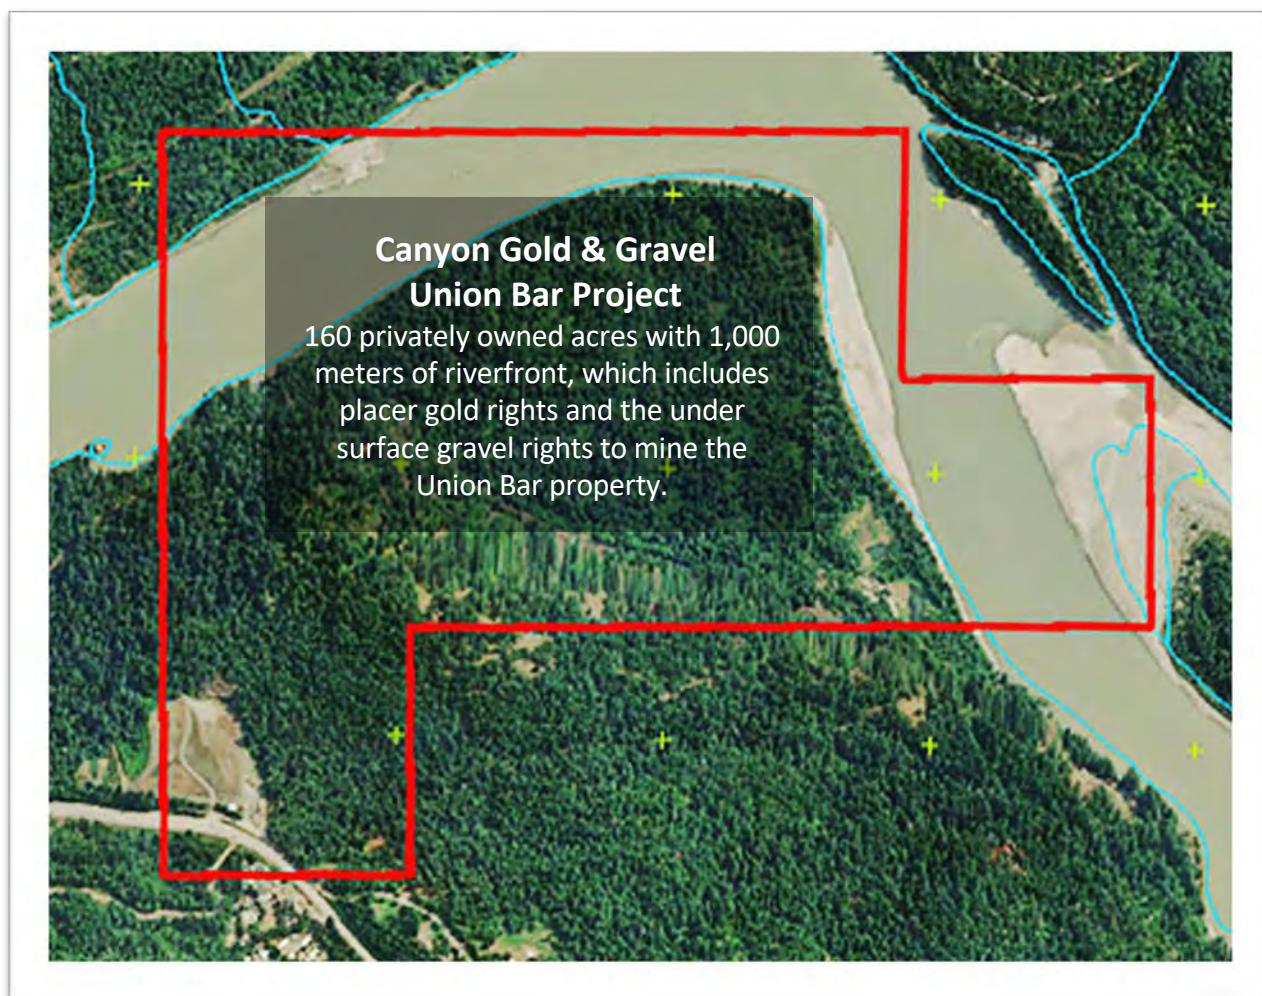 Canyon Gold & Gravel
Union Bar Project
160 privately owned acres with 1,000
meters of riverfront, which includes
placer gold rights and the under
surface gravel rights to mine the
Union Bar property.